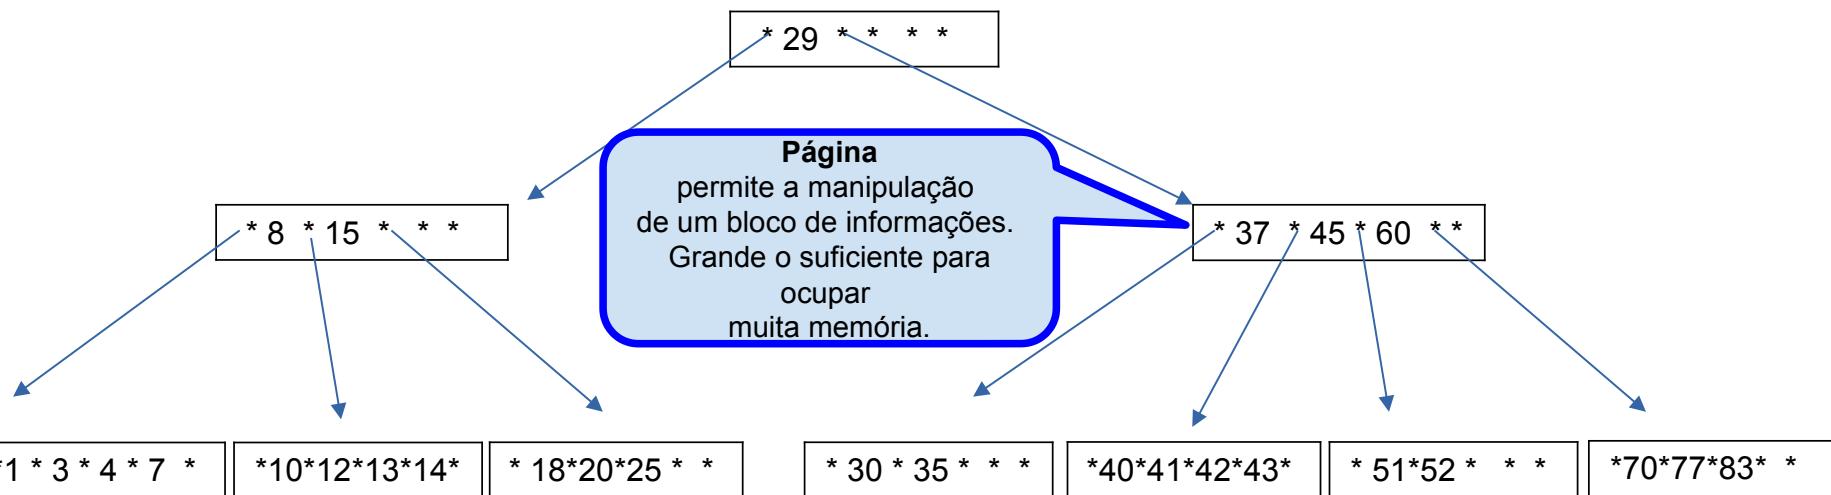 * 29 * * * *
Página
permite a manipulação
de um bloco de informações.
Grande o suficiente para
ocupar
muita memória.
* 8 * 15 * * *
* 37 * 45 * 60 * *
*1 * 3 * 4 * 7 *
*10*12*13*14*
* 18*20*25 * *
* 30 * 35 * * *
*40*41*42*43*
* 51*52 * * *
*70*77*83* *